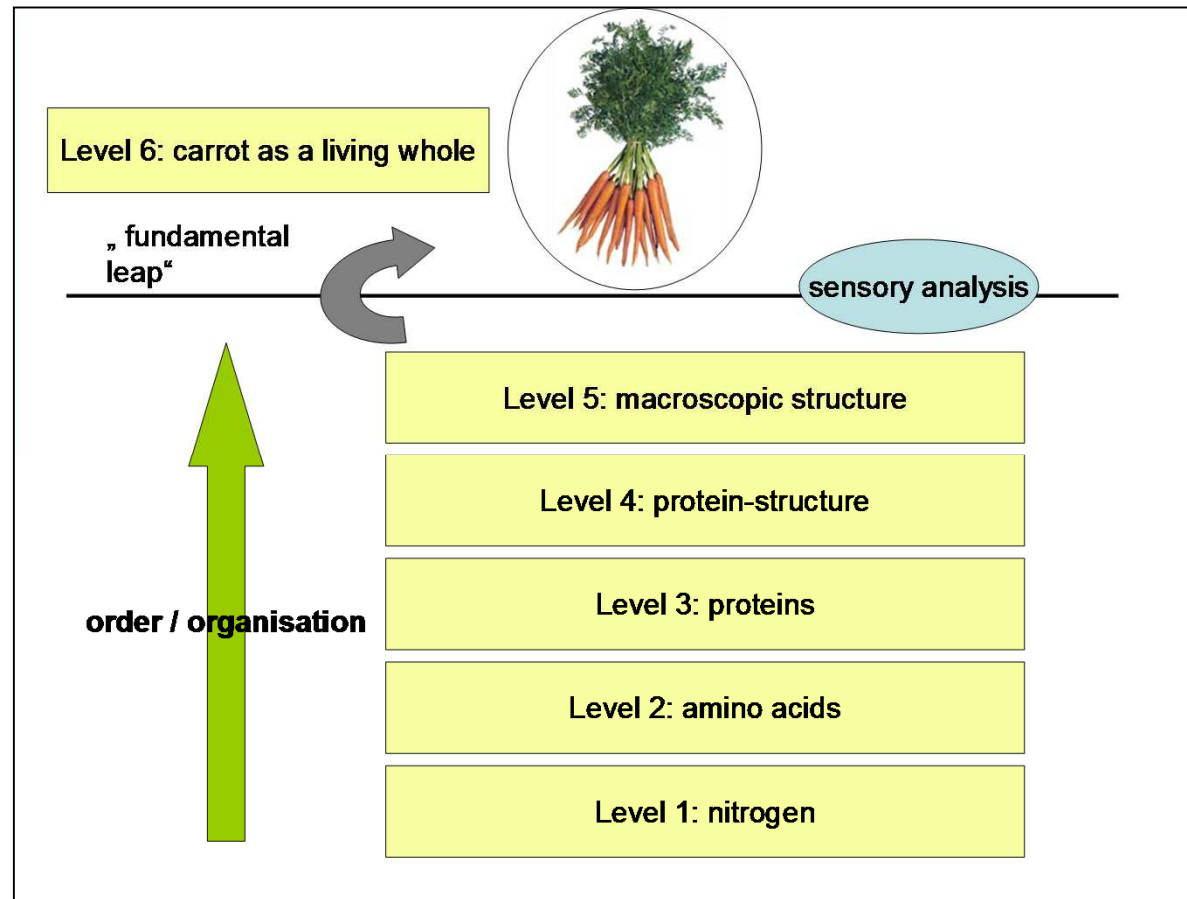 Level 6: carrot as a living whole
„ fundamental
leap“
sensory analysis
Level 5: macroscopic structure
Level 4: protein-structure
Level 3: proteins
order / organisation
Level 2: amino acids
Level 1: nitrogen